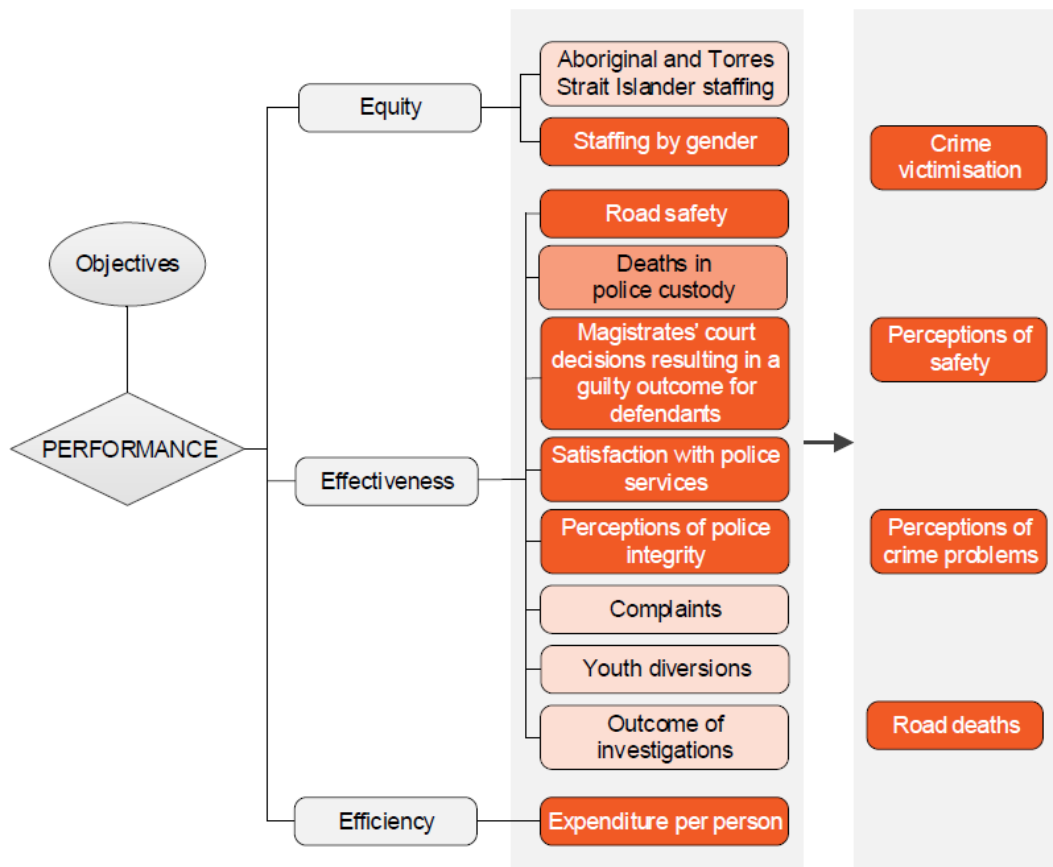 Objectives
PERFORMANCE
Equity
Aboriginal and Torres
Strait Islander staffing
Staffing by gender
Effectiveness
Road safety
Deaths in
police custody
Magistrates' court
decisions resulting in a
guilty outcome for
defendants
Satisfaction with police
services
Perceptions of police
integrity
Complaints
Youth diversions
Outcome of
investigations
Efficiency
Expenditure per person
Crime
victimisation
Perceptions of
safety
Perceptions of
crime problems
Road deaths